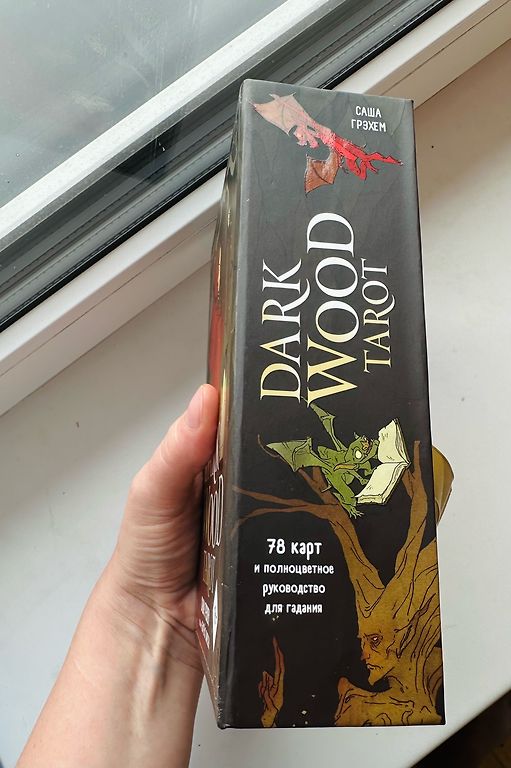 САША
ГРЭХЕМ
DARK
WOOD
TAROT
78 карт
и полноцветное
руководство
для гадания